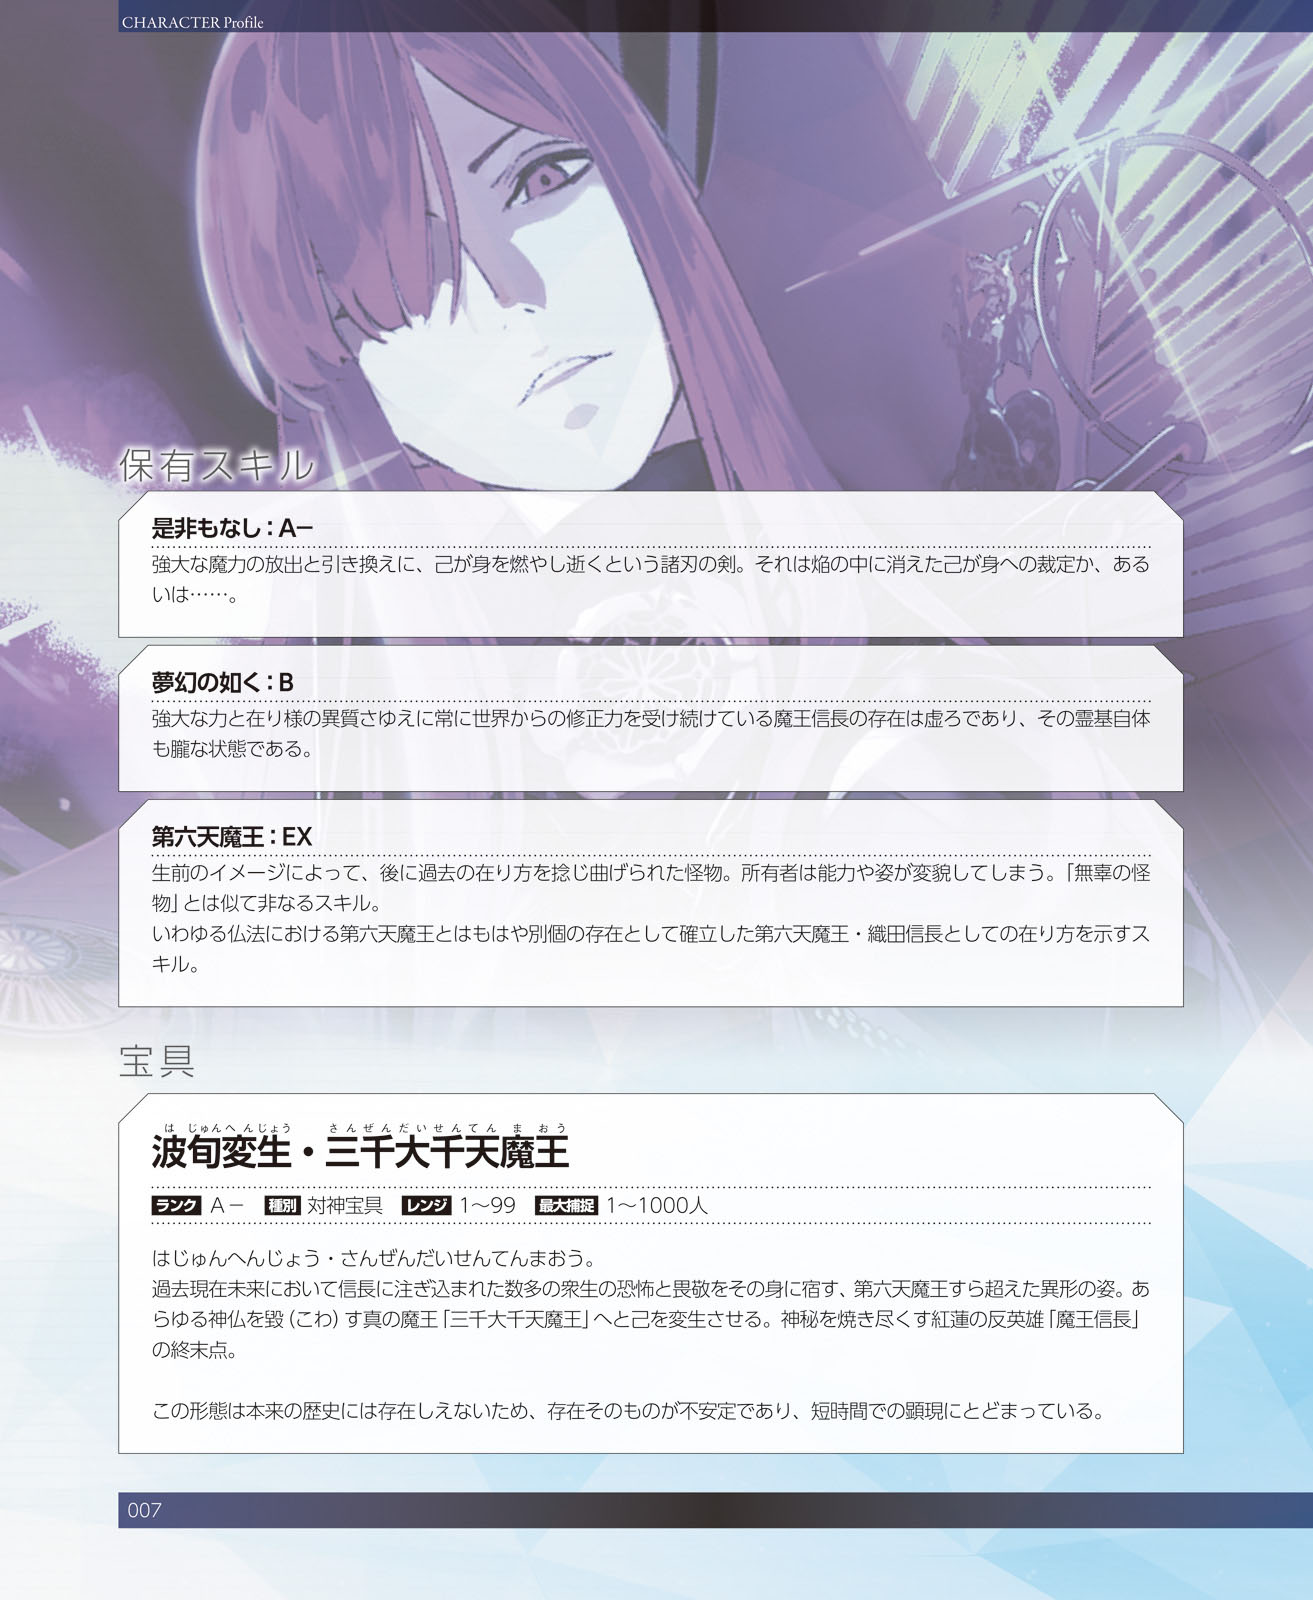 CHARACTER Profile
保有スキル
是非もなし：A−
強大な魔力の放出と引き換えに、己が身を燃やし逝くという諸刃の剣。それは焔の中に消えた己が身への裁定か、ある
いは……。
夢幻の如く：B
強大な力と在り様の異質さゆえに常に世界からの修正力を受け続けている魔王信長の存在は虚ろであり、その霊基自体
も朧な状態である。
第六天魔王：EX
生前のイメージによって、後に過去の在り方を捻じ曲げられた怪物。所有者は能力や姿が変貌してしまう。「無辜の怪
物」とは似て非なるスキル。
いわゆる仏法における第六天魔王とはもはや別個の存在として確立した第六天魔王・織田信長としての在り方を示すス
キル。
宝具
は じゅんへんじょう さんぜんだいせんてん ま おう
波旬変生・三千大千天魔王
ランク A− 種別 対神宝具 レンジ 1～99 最大捕捉 1～1000人
はじゅんへんじょう・さんぜんだいせんてんまおう。
過去現在未来において信長に注ぎ込まれた数多の衆生の恐怖と畏敬をその身に宿す、第六天魔王すら超えた異形の姿。あ
らゆる神仏を毀（こわ）す真の魔王「三千大千天魔王」へと己を変生させる。神秘を焼き尽くす紅蓮の反英雄「魔王信長」
の終末点。
この形態は本来の歴史には存在しえないため、存在そのものが不安定であり、短時間での顕現にとどまっている。
007